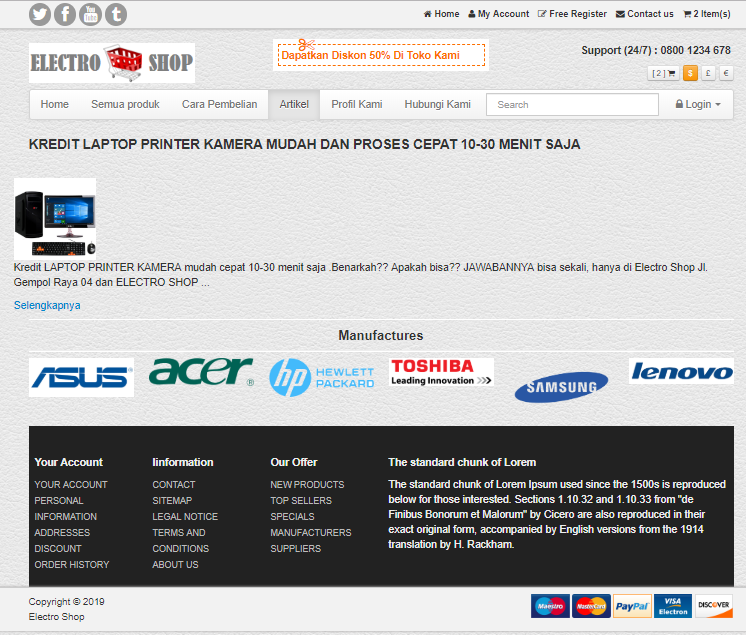 Home My Account Free Register Contact us 2 Item(s)
You Tube
ELECTRO SHOP
Dapatkan Diskon 50% Di Toko Kami
Support (24/7) : 0800 1234 678
[ 2 ] $ £ €
Home Semua produk Cara Pembelian Artikel Profil Kami Hubungi Kami Search Login
KREDIT LAPTOP PRINTER KAMERA MUDAH DAN PROSES CEPAT 10-30 MENIT SAJA
Kredit LAPTOP PRINTER KAMERA mudah cepat 10-30 menit saja .Benarkah?? Apakah bisa?? JAWABANNYA bisa sekali, hanya di Electro Shop Jl.
Gempol Raya 04 dan ELECTRO SHOP ...
Selengkapnya
Manufactures
ASUS
acer
hp HEWLETT
PACKARD
TOSHIBA
Leading Innovation >>>
SAMSUNG
lenovo
Your Account
YOUR ACCOUNT
PERSONAL
INFORMATION
ADDRESSES
DISCOUNT
ORDER HISTORY
Iinformation
CONTACT
SITEMAP
LEGAL NOTICE
TERMS AND
CONDITIONS
ABOUT US
Our Offer
NEW PRODUCTS
TOP SELLERS
SPECIALS
MANUFACTURERS
SUPPLIERS
The standard chunk of Lorem
The standard chunk of Lorem Ipsum used since the 1500s is reproduced
below for those interested. Sections 1.10.32 and 1.10.33 from "de
Finibus Bonorum et Malorum" by Cicero are also reproduced in their
exact original form, accompanied by English versions from the 1914
translation by H. Rackham.
Copyright © 2019
Electro Shop
Maestro MasterCard PayPal VISA Electron DISCOVER